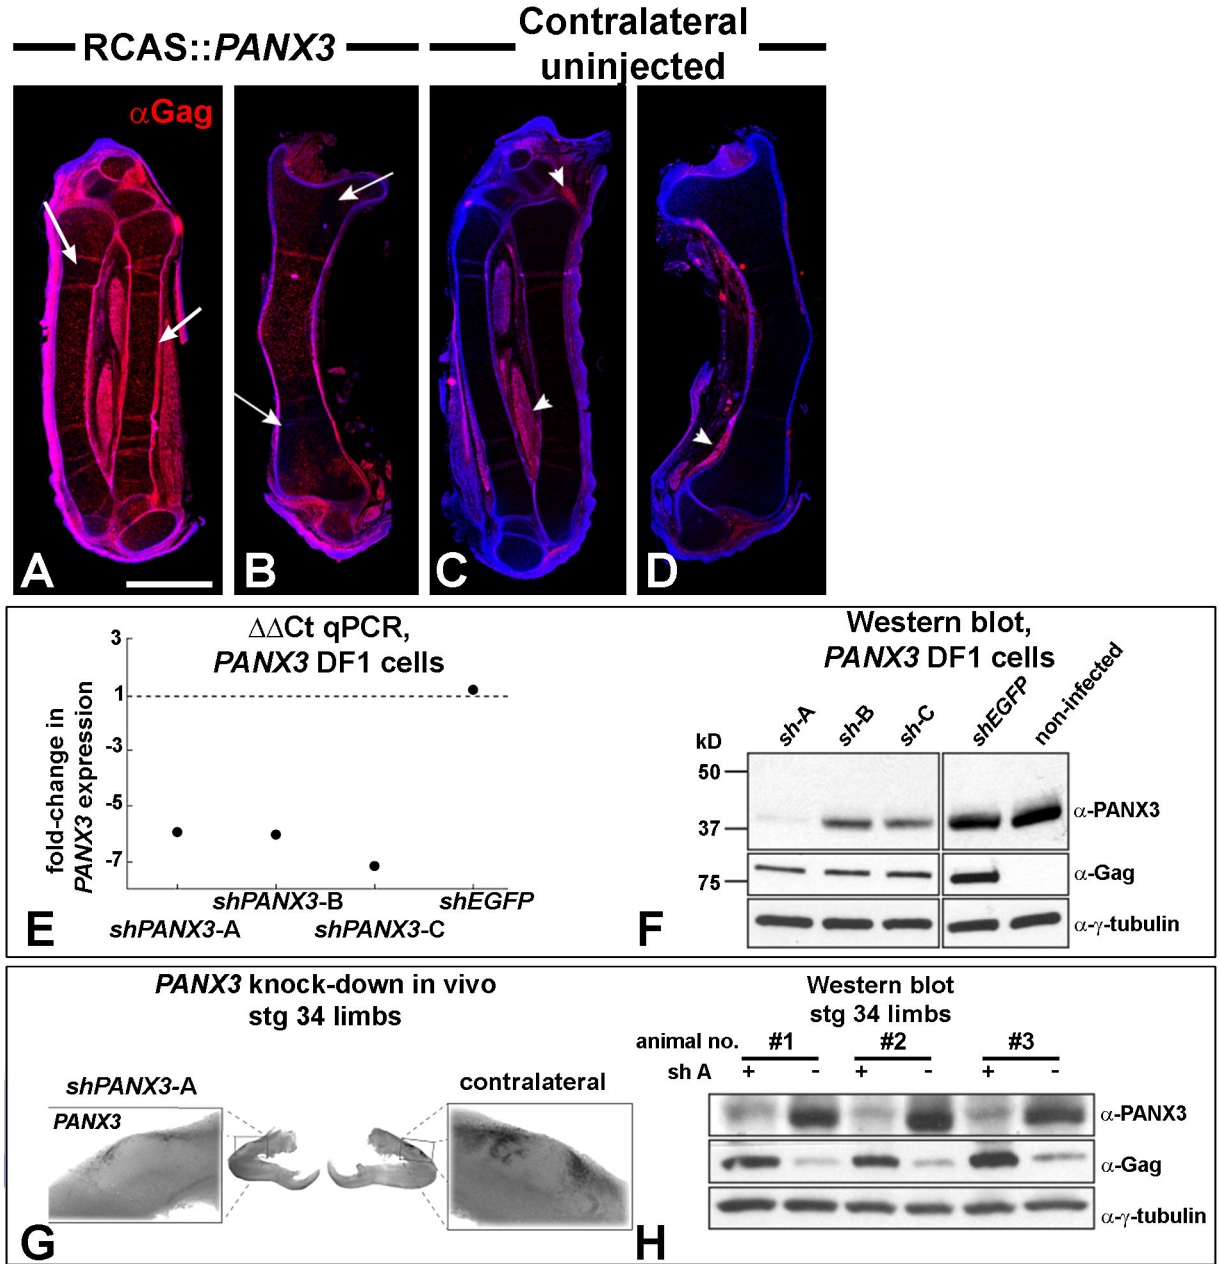 RCAS::PANX3
Contralateral
uninjected
αGag
A
B
C
D
ΔΔCt qPCR,
PANX3 DF1 cells
fold-change in
PANX3 expression
3
1
-3
-5
-7
shPANX3-A
shPANX3-B
shPANX3-C
shEGFP
E
Western blot,
PANX3 DF1 cells
kD
sh-A
sh-B
sh-C
shEGFP
non-infected
50
37
75
α-PANX3
α-Gag
α-γ-tubulin
F
PANX3 knock-down in vivo
stg 34 limbs
shPANX3-A
contralateral
PANX3
G
Western blot
stg 34 limbs
animal no. #1 #2 #3
sh A + - + - + -
α-PANX3
α-Gag
α-γ-tubulin
H